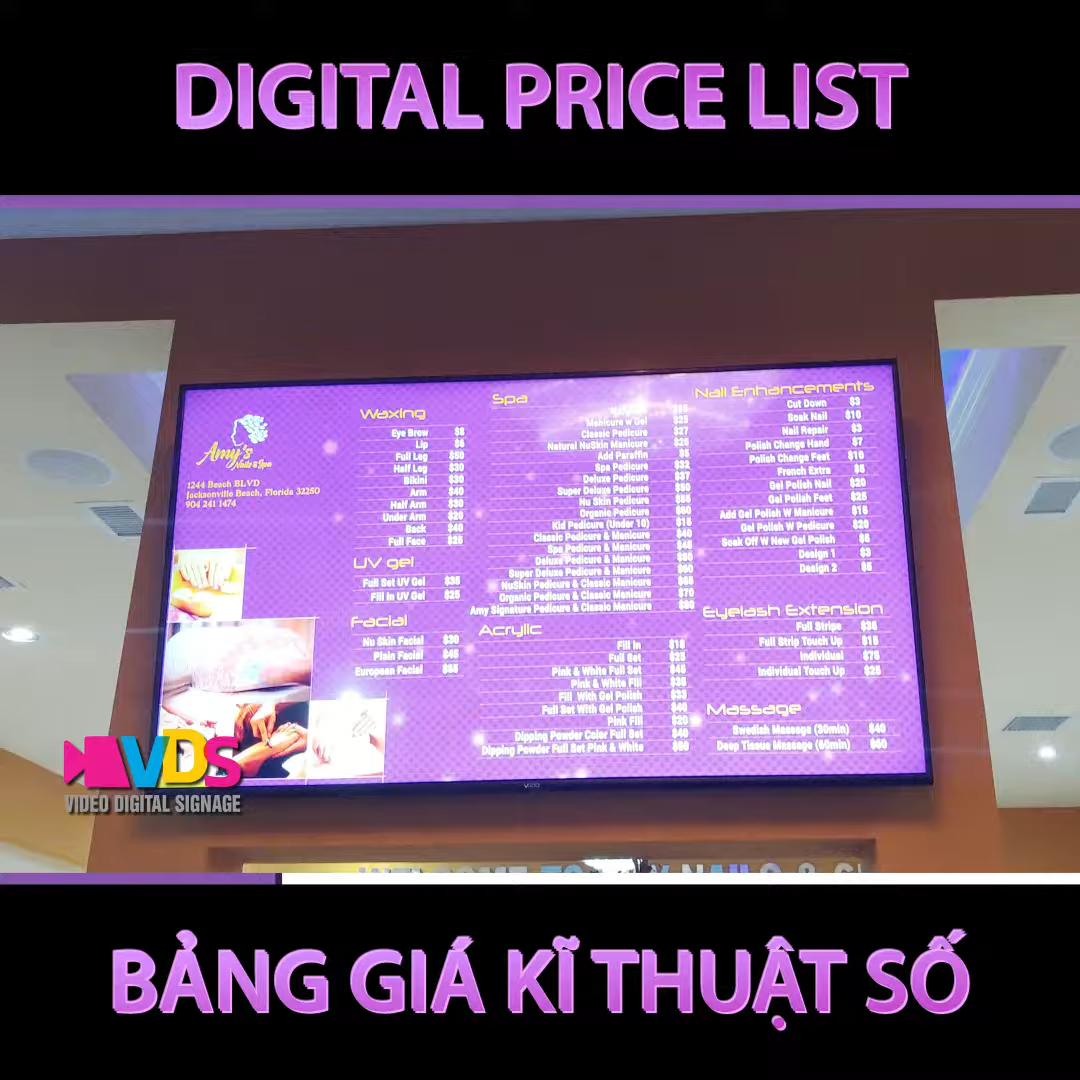 DIGITAL PRICE LIST
Amy's
Nails & Spa
1244 Beach BLVD
Jacksonville Beach, Florida 32250
904 241 1474
Waxing
Eye Brow $8
Lip $6
Full Leg $50
Half Leg $30
Bikini $30
Arm $40
Half Arm $30
Under Arm $20
Back $40
Full Face $25
UV gel
Full Set UV Gel $35
Fill In UV Gel $25
Facial
Nu Skin Facial $30
Plain Facial $45
European Facial $55
Spa
Manicure w Gel $25
Classic Pedicure $27
Natural NuSkin Manicure $25
Add Paraffin $5
Spa Pedicure $32
Deluxe Pedicure $37
Super Deluxe Pedicure $50
Nu Skin Pedicure $55
Organic Pedicure $60
Kid Pedicure (Under 10) $15
Classic Pedicure & Manicure $40
Spa Pedicure & Manicure
Deluxe Pedicure & Manicure
Super Deluxe Pedicure & Manicure $60
NuSkin Pedicure & Classic Manicure $65
Organic Pedicure & Classic Manicure $70
Amy Signature Pedicure & Classic Manicure
Acrylic
Fill In
Full Set $25
Pink & White Full Set $45
Pink & White Fill $35
Fill With Gel Polish $33
Full Set With Gel Polish $40
Pink Fill $20
Dipping Powder Color Full Set $40
Dipping Powder Full Set Pink & White
Nail Enhancements
Cut Down $3
Soak Nail $10
Nail Repair $3
Polish Change Hand $7
Polish Change Feet $10
French Extra $5
Gel Polish Nail $20
Gel Polish Feet $25
Add Gel Polish W Manicure $15
Gel Polish W Pedicure $20
Soak Off W New Gel Polish $5
Design 1 $3
Design 2 $5
Eyelash Extension
Full Stripe $35
Full Strip Touch Up $15
Individual $75
Individual Touch Up $25
Massage
Swedish Massage (30min) $40
Deep Tissue Massage (60min) $60
VDS
VIDEO DIGITAL SIGNAGE
BẢNG GIÁ KĨ THUẬT SỐ